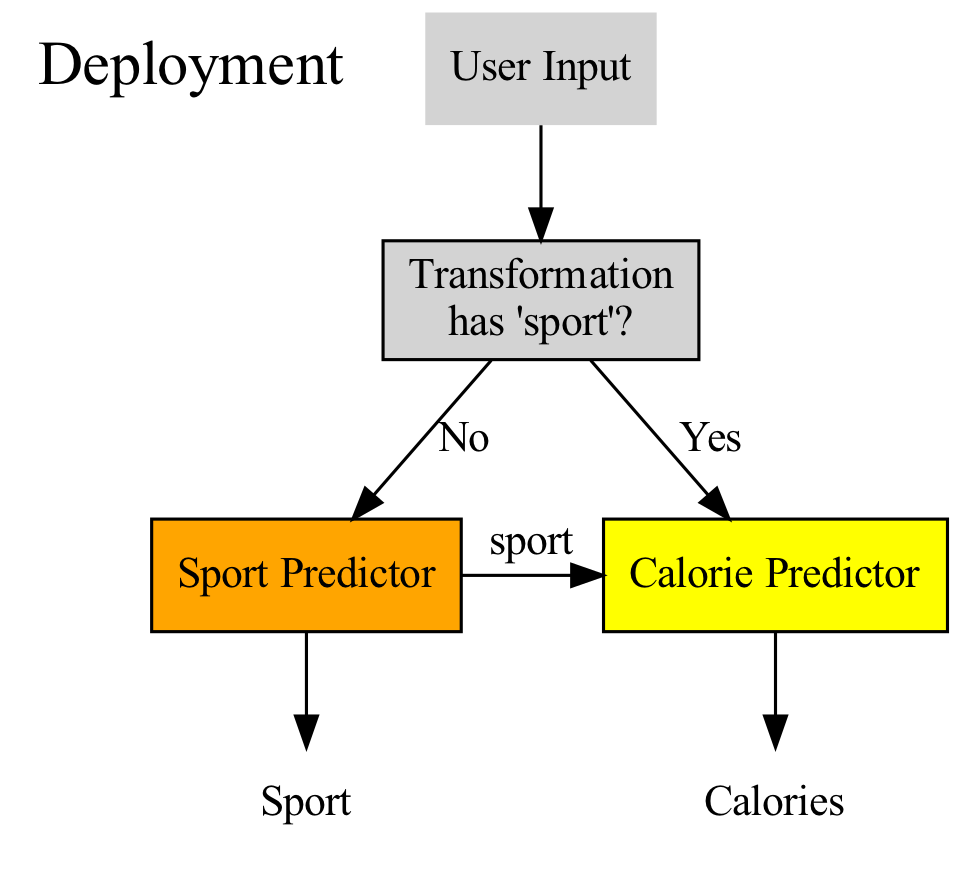 Deployment
User Input
Transformation
has 'sport'?
No
Yes
Sport Predictor
sport
Calorie Predictor
Sport
Calories